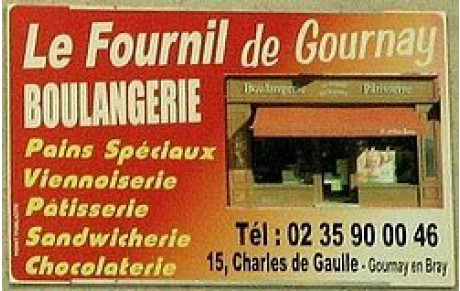 Le Fournil de Gournay
BOULANGERIE
Boulangerie Pâtisserie
Pains Spéciaux
Viennoiserie
Pâtisserie
Sandwicherie
Chocolaterie
Tél : 02 35 90 00 46
15, Charles de Gaulle - Gournay en Bray